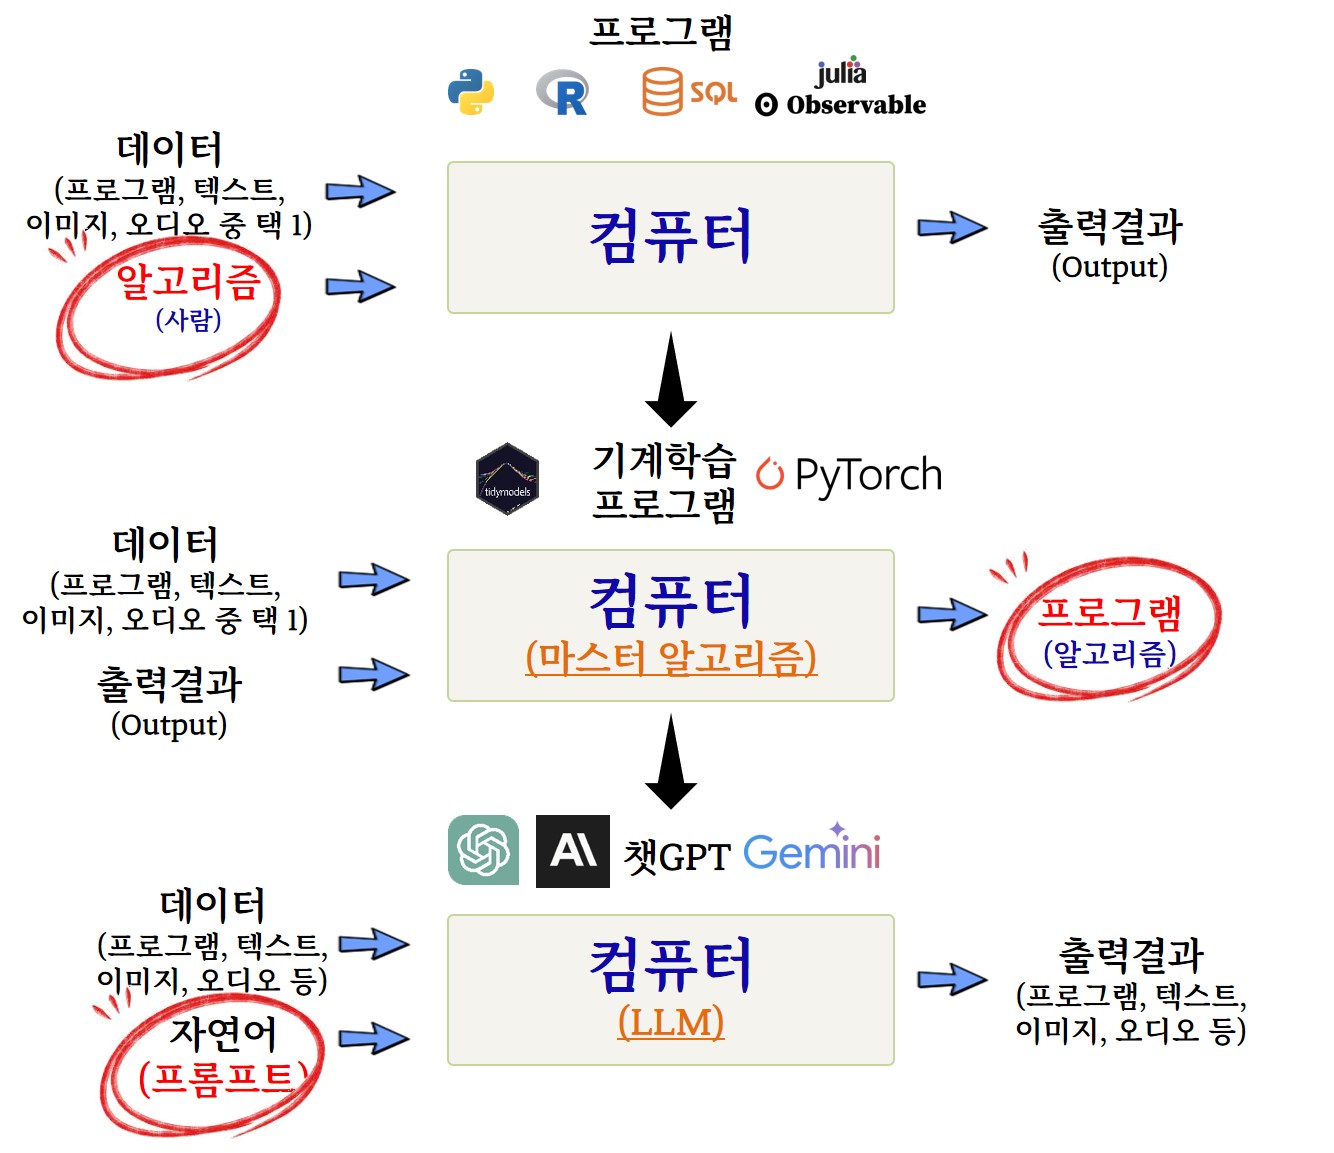 프로그램
R
SQL
julia
Observable
데이터
(프로그램, 텍스트,
이미지, 오디오 중 택 1)
알고리즘
(사람)
컴퓨터
출력결과
(Output)
tidymodels
기계학습
프로그램
PyTorch
데이터
(프로그램, 텍스트,
이미지, 오디오 중 택 1)
출력결과
(Output)
컴퓨터
(마스터 알고리즘)
프로그램
(알고리즘)
AI
챗GPT
Gemini
데이터
(프로그램, 텍스트,
이미지, 오디오 등)
자연어
(프롬프트)
컴퓨터
(LLM)
출력결과
(프로그램, 텍스트,
이미지, 오디오 등)